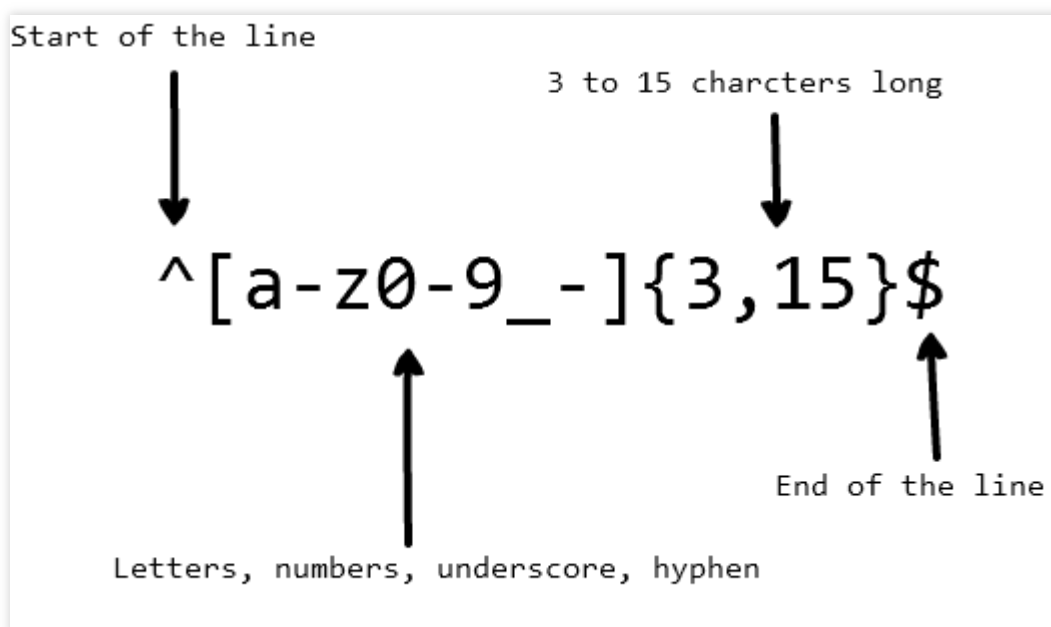 Start of the line
3 to 15 charcters long
^[a-z0-9_-]{3,15}$
End of the line
Letters, numbers, underscore, hyphen